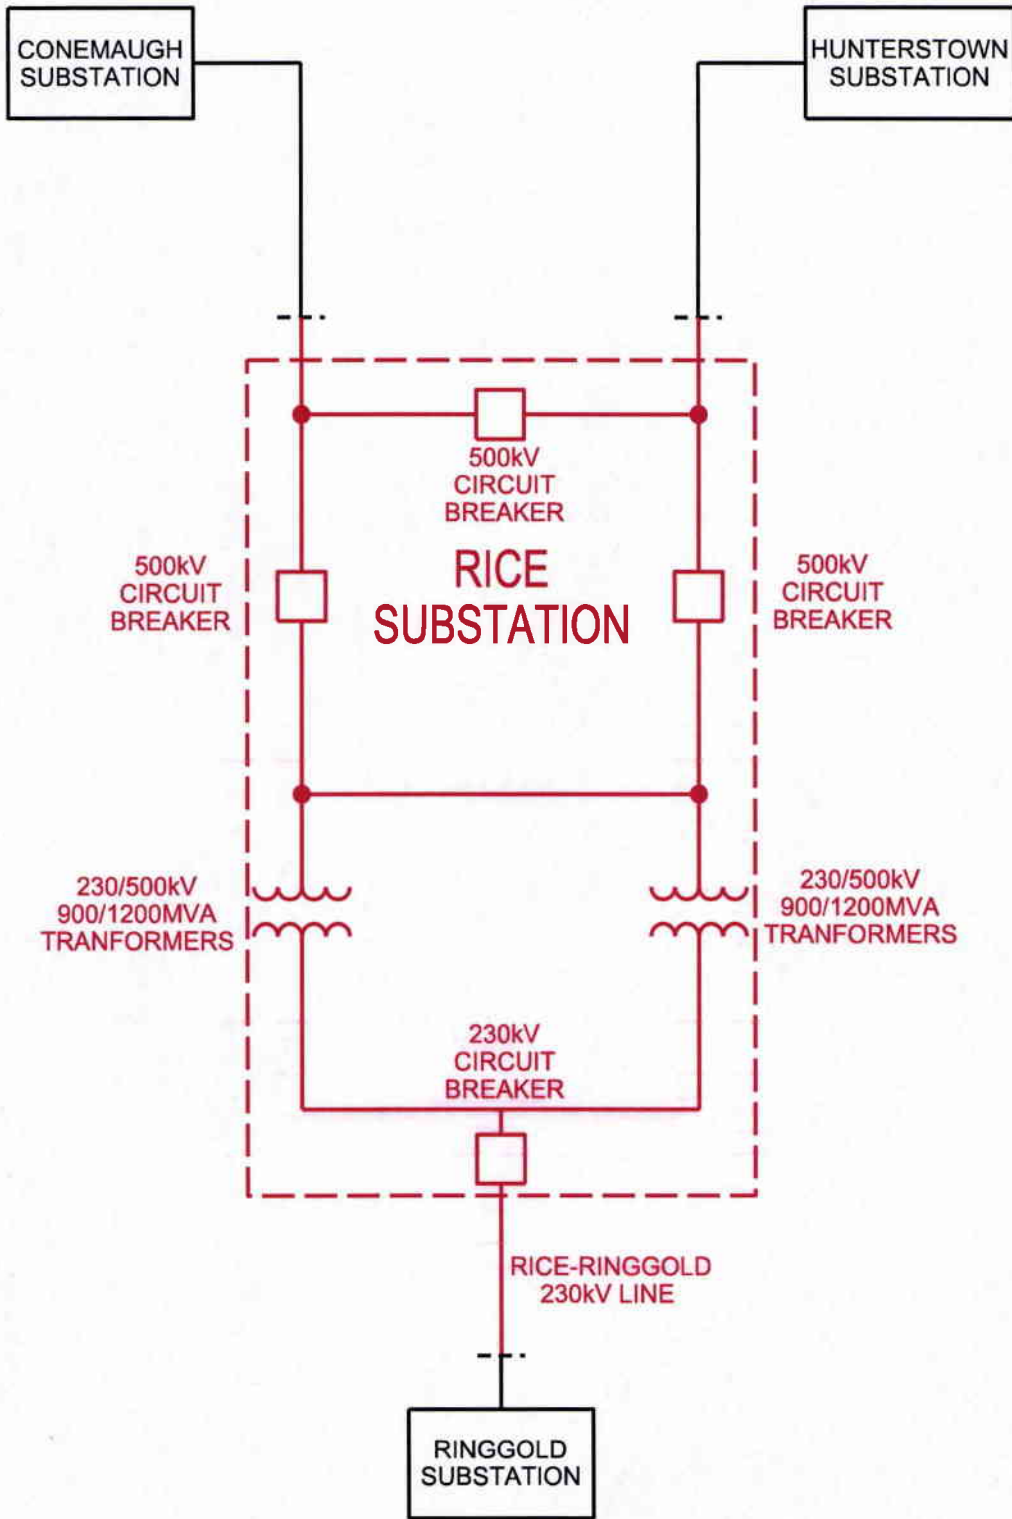 CONEMAUGH
SUBSTATION
HUNTERSTOWN
SUBSTATION
500kV
CIRCUIT
BREAKER
RICE
SUBSTATION
500kV
CIRCUIT
BREAKER
500kV
CIRCUIT
BREAKER
230/500kV
900/1200MVA
TRANFORMERS
230/500kV
900/1200MVA
TRANFORMERS
230kV
CIRCUIT
BREAKER
RICE-RINGGOLD
230kV LINE
RINGGOLD
SUBSTATION